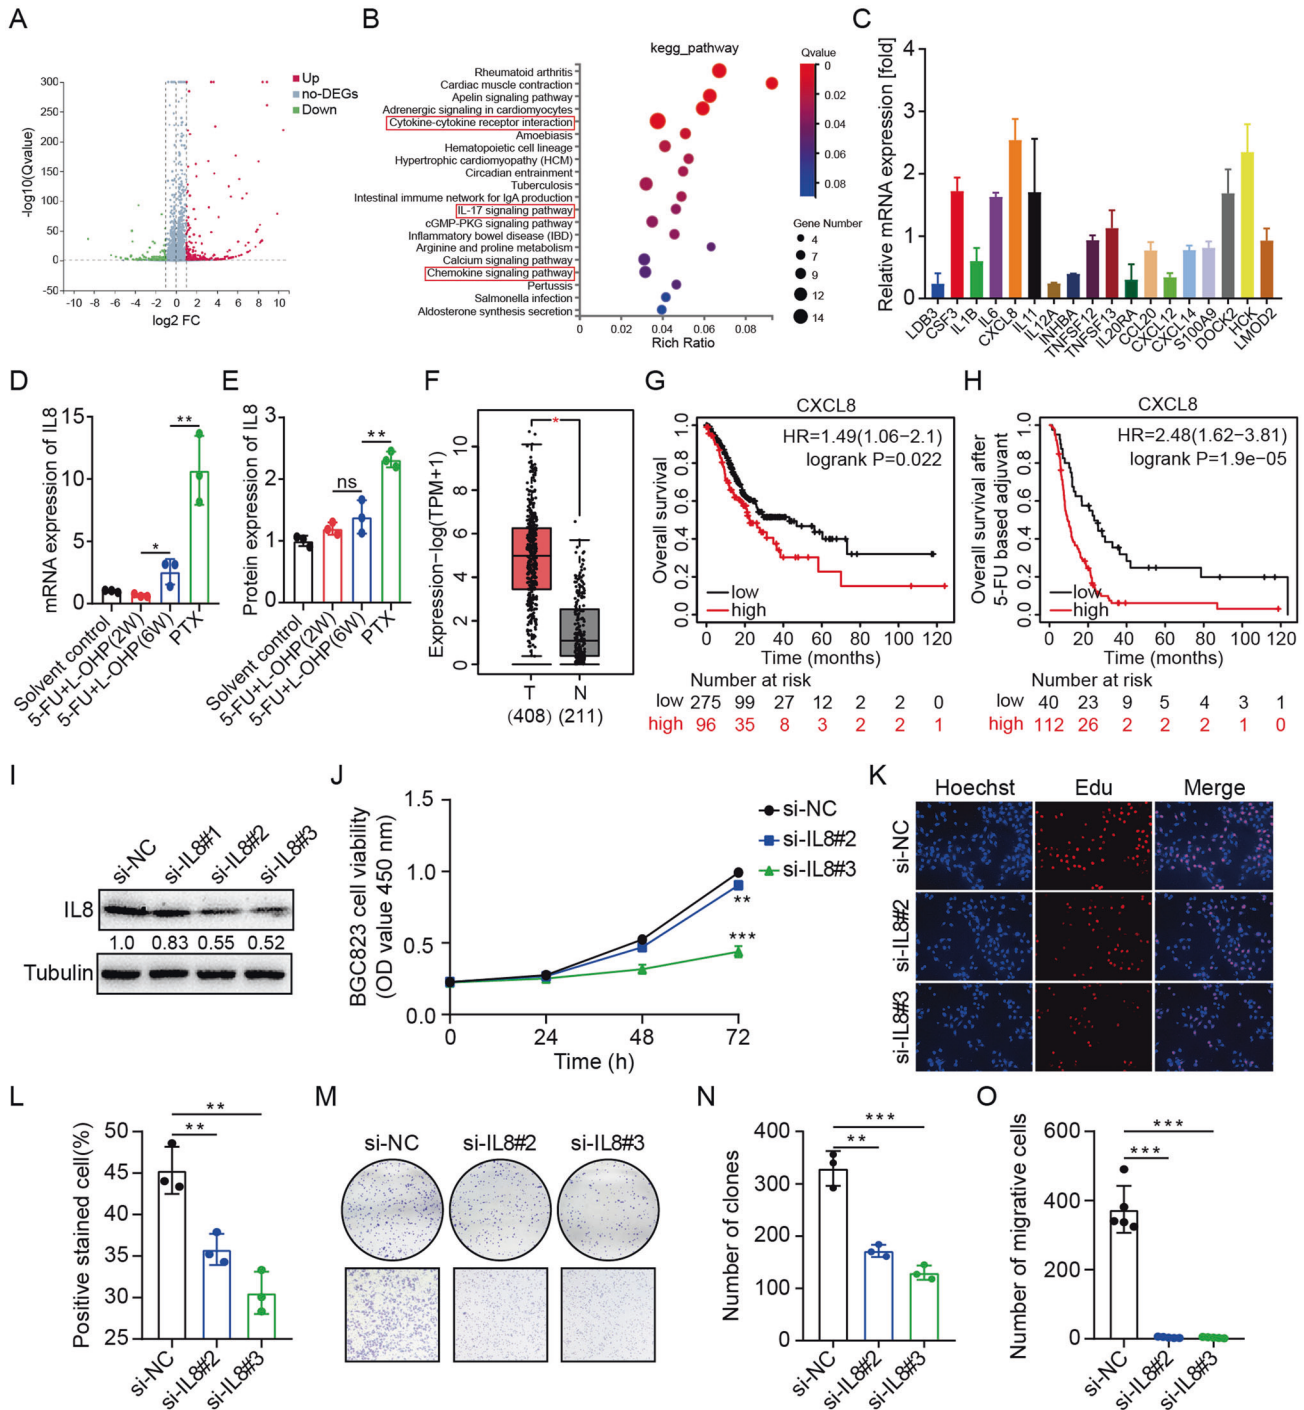 A
-log10(Qvalue)
300
250
200
150
100
50
0
-50
-10 -8 -6 -4 -2 0 2 4 6 8 10
log2 FC
Up
no-DEGs
Down
B
kegg_pathway
Rheumatoid arthritis
Cardiac muscle contraction
Apelin signaling pathway
Adrenergic signaling in cardiomyocytes
Cytokine-cytokine receptor interaction
Amoebiasis
Hematopoietic cell lineage
Hypertrophic cardiomyopathy (HCM)
Circadian entrainment
Tuberculosis
Intestinal immune network for IgA production
IL-17 signaling pathway
cGMP-PKG signaling pathway
Inflammatory bowel disease (IBD)
Arginine and proline metabolism
Calcium signaling pathway
Chemokine signaling pathway
Pertussis
Salmonella infection
Aldosterone synthesis secretion
0 0.02 0.04 0.06 0.08
Rich Ratio
Qvalue
0
0.02
0.04
0.06
0.08
Gene Number
4
7
9
12
14
C
Relative mRNA expression [fold]
4
3
2
1
0
LDB3
CSF3
IL1B
IL6
CXCL8
IL11
IL12A
INHBA
TNFSF12
TNFSF13
IL20RA
CCL20
CXCL12
CXCL14
S100A9
DOCK2
HCK
LMOD2
D
mRNA expression of IL8
15
10
5
0
*
**
Solvent control
5-FU+L-OHP(2W)
5-FU+L-OHP(6W)
PTX
E
Protein expression of IL8
3
2
1
0
ns
**
Solvent control
5-FU+L-OHP(2W)
5-FU+L-OHP(6W)
PTX
F
Expression−log(TPM+1)
10
8
6
4
2
0
*
T N
(408) (211)
G
CXCL8
HR=1.49(1.06−2.1)
logrank P=0.022
Overall survival
1.0
0.8
0.6
0.4
0.2
0.0
low
high
0 20 40 60 80 100 120
Time (months)
Number at risk
low 275 99 27 12 2 2 0
high 96 35 8 3 2 2 1
H
CXCL8
HR=2.48(1.62−3.81)
logrank P=1.9e−05
Overall survival after
5-FU based adjuvant
1.0
0.8
0.6
0.4
0.2
0.0
low
high
0 20 40 60 80 100 120
Time (months)
Number at risk
low 40 23 9 5 4 3 1
high 112 26 2 2 2 1 0
I
si-NC
si-IL8#1
si-IL8#2
si-IL8#3
IL8
1.0 0.83 0.55 0.52
Tubulin
J
BGC823 cell viability
(OD value 450 nm)
1.5
1.0
0.5
0.0
0 24 48 72
Time (h)
si-NC
si-IL8#2
si-IL8#3
**
***
K
Hoechst Edu Merge
si-NC
si-IL8#2
si-IL8#3
L
Positive stained cell(%)
50
45
40
35
30
25
**
**
si-NC
si-IL8#2
si-IL8#3
M
si-NC si-IL8#2 si-IL8#3
N
Number of clones
400
300
200
100
0
***
**
si-NC
si-IL8#2
si-IL8#3
O
Number of migrative cells
600
400
200
0
***
***
si-NC
si-IL8#2
si-IL8#3